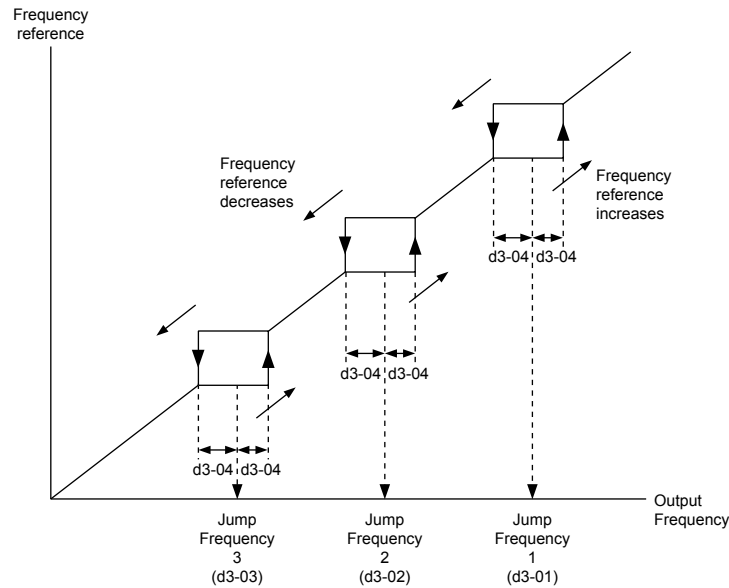 Frequency
reference
Frequency
reference
decreases
Frequency
reference
increases
d3-04 d3-04
d3-04 d3-04
d3-04 d3-04
Output
Frequency
Jump
Frequency
3
(d3-03)
Jump
Frequency
2
(d3-02)
Jump
Frequency
1
(d3-01)